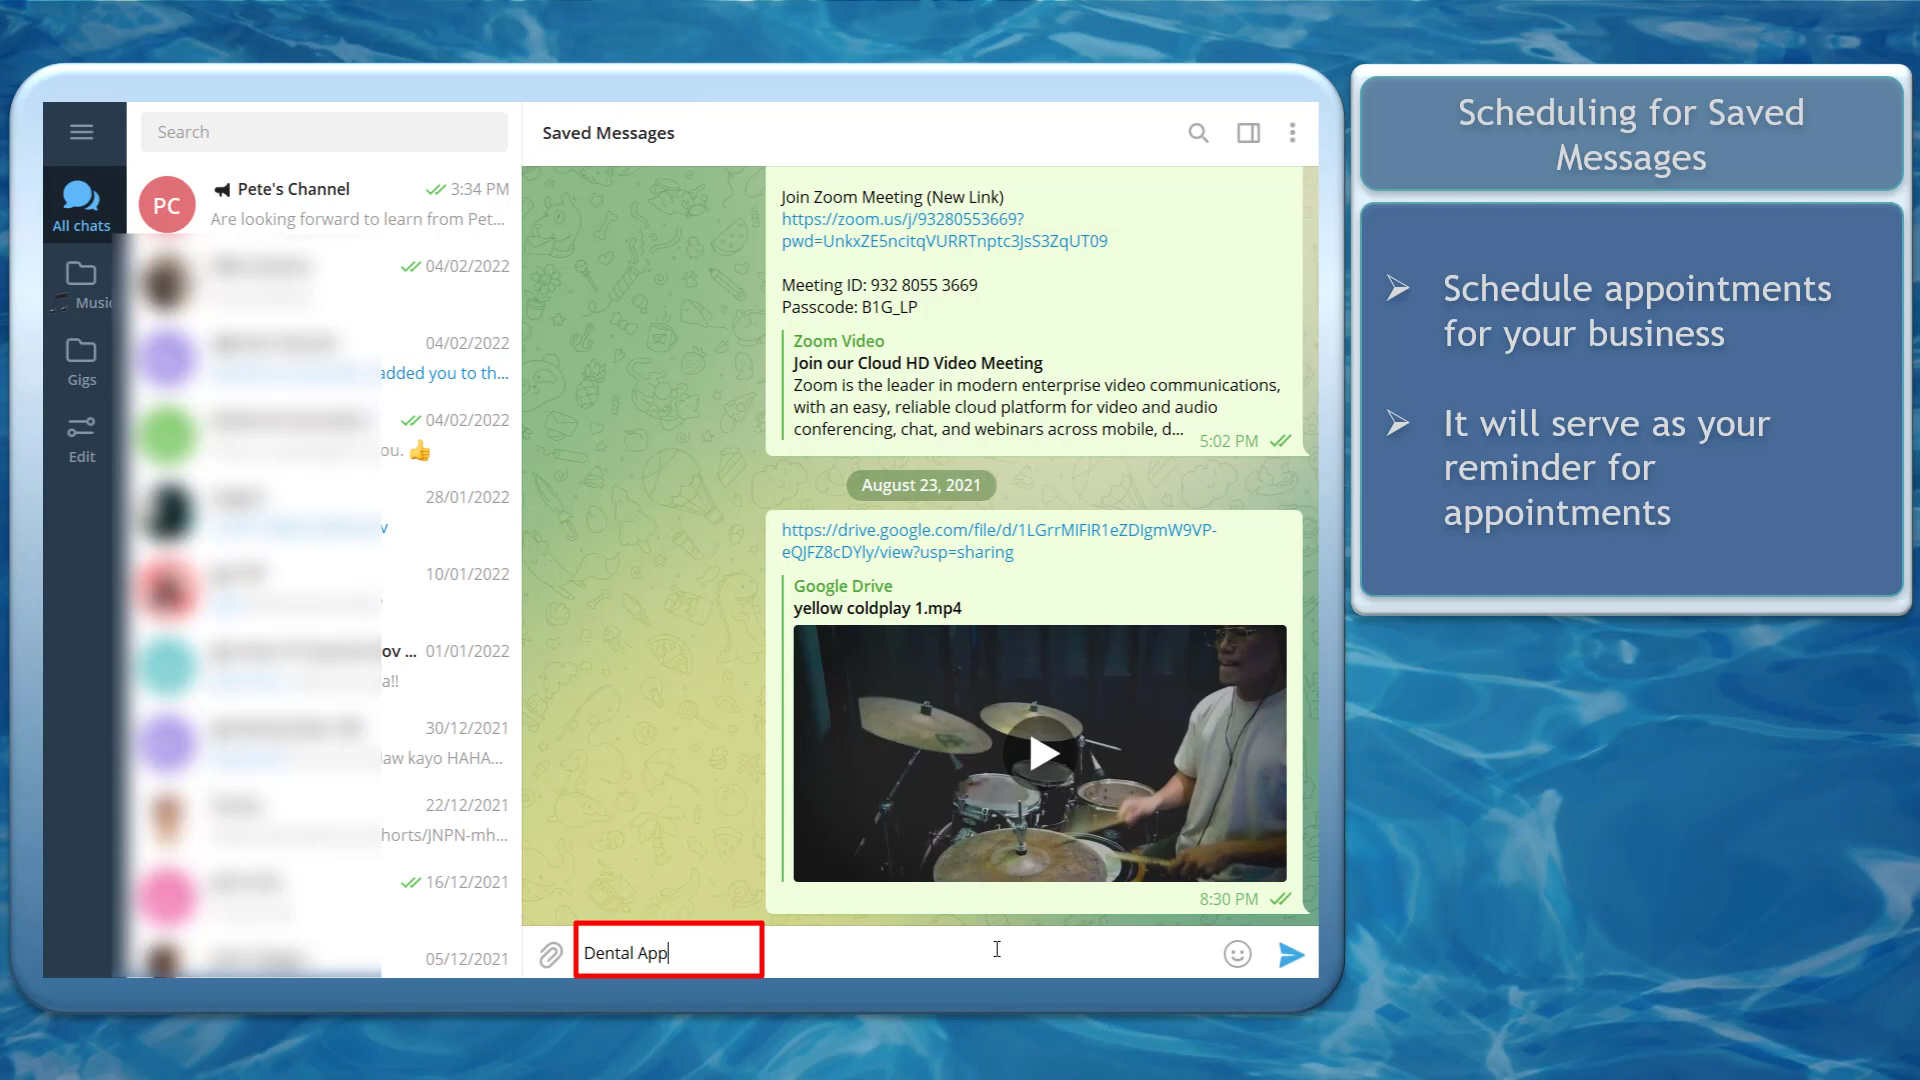 Search
All chats
Music
Gigs
Edit
PC
Pete's Channel
3:34 PM
Are looking forward to learn from Pet...
04/02/2022
04/02/2022
added you to th...
04/02/2022
ou. 👍
28/01/2022
10/01/2022
ov ...
01/01/2022
a!!
30/12/2021
aw kayo HAHA...
22/12/2021
horts/JNPN-mh...
16/12/2021
05/12/2021
Saved Messages
Join Zoom Meeting (New Link)
https://zoom.us/j/93280553669?
pwd=UnkxZE5ncitqVURRTnptc3JsS3ZqUT09
Meeting ID: 932 8055 3669
Passcode: B1G_LP
Zoom Video
Join our Cloud HD Video Meeting
Zoom is the leader in modern enterprise video communications,
with an easy, reliable cloud platform for video and audio
conferencing, chat, and webinars across mobile, d...
5:02 PM
August 23, 2021
https://drive.google.com/file/d/1LGrrMIFIR1eZDIgmW9VP-
eQJFZ8cDYly/view?usp=sharing
Google Drive
yellow coldplay 1.mp4
8:30 PM
Dental App
Scheduling for Saved
Messages
Schedule appointments
for your business
It will serve as your
reminder for
appointments